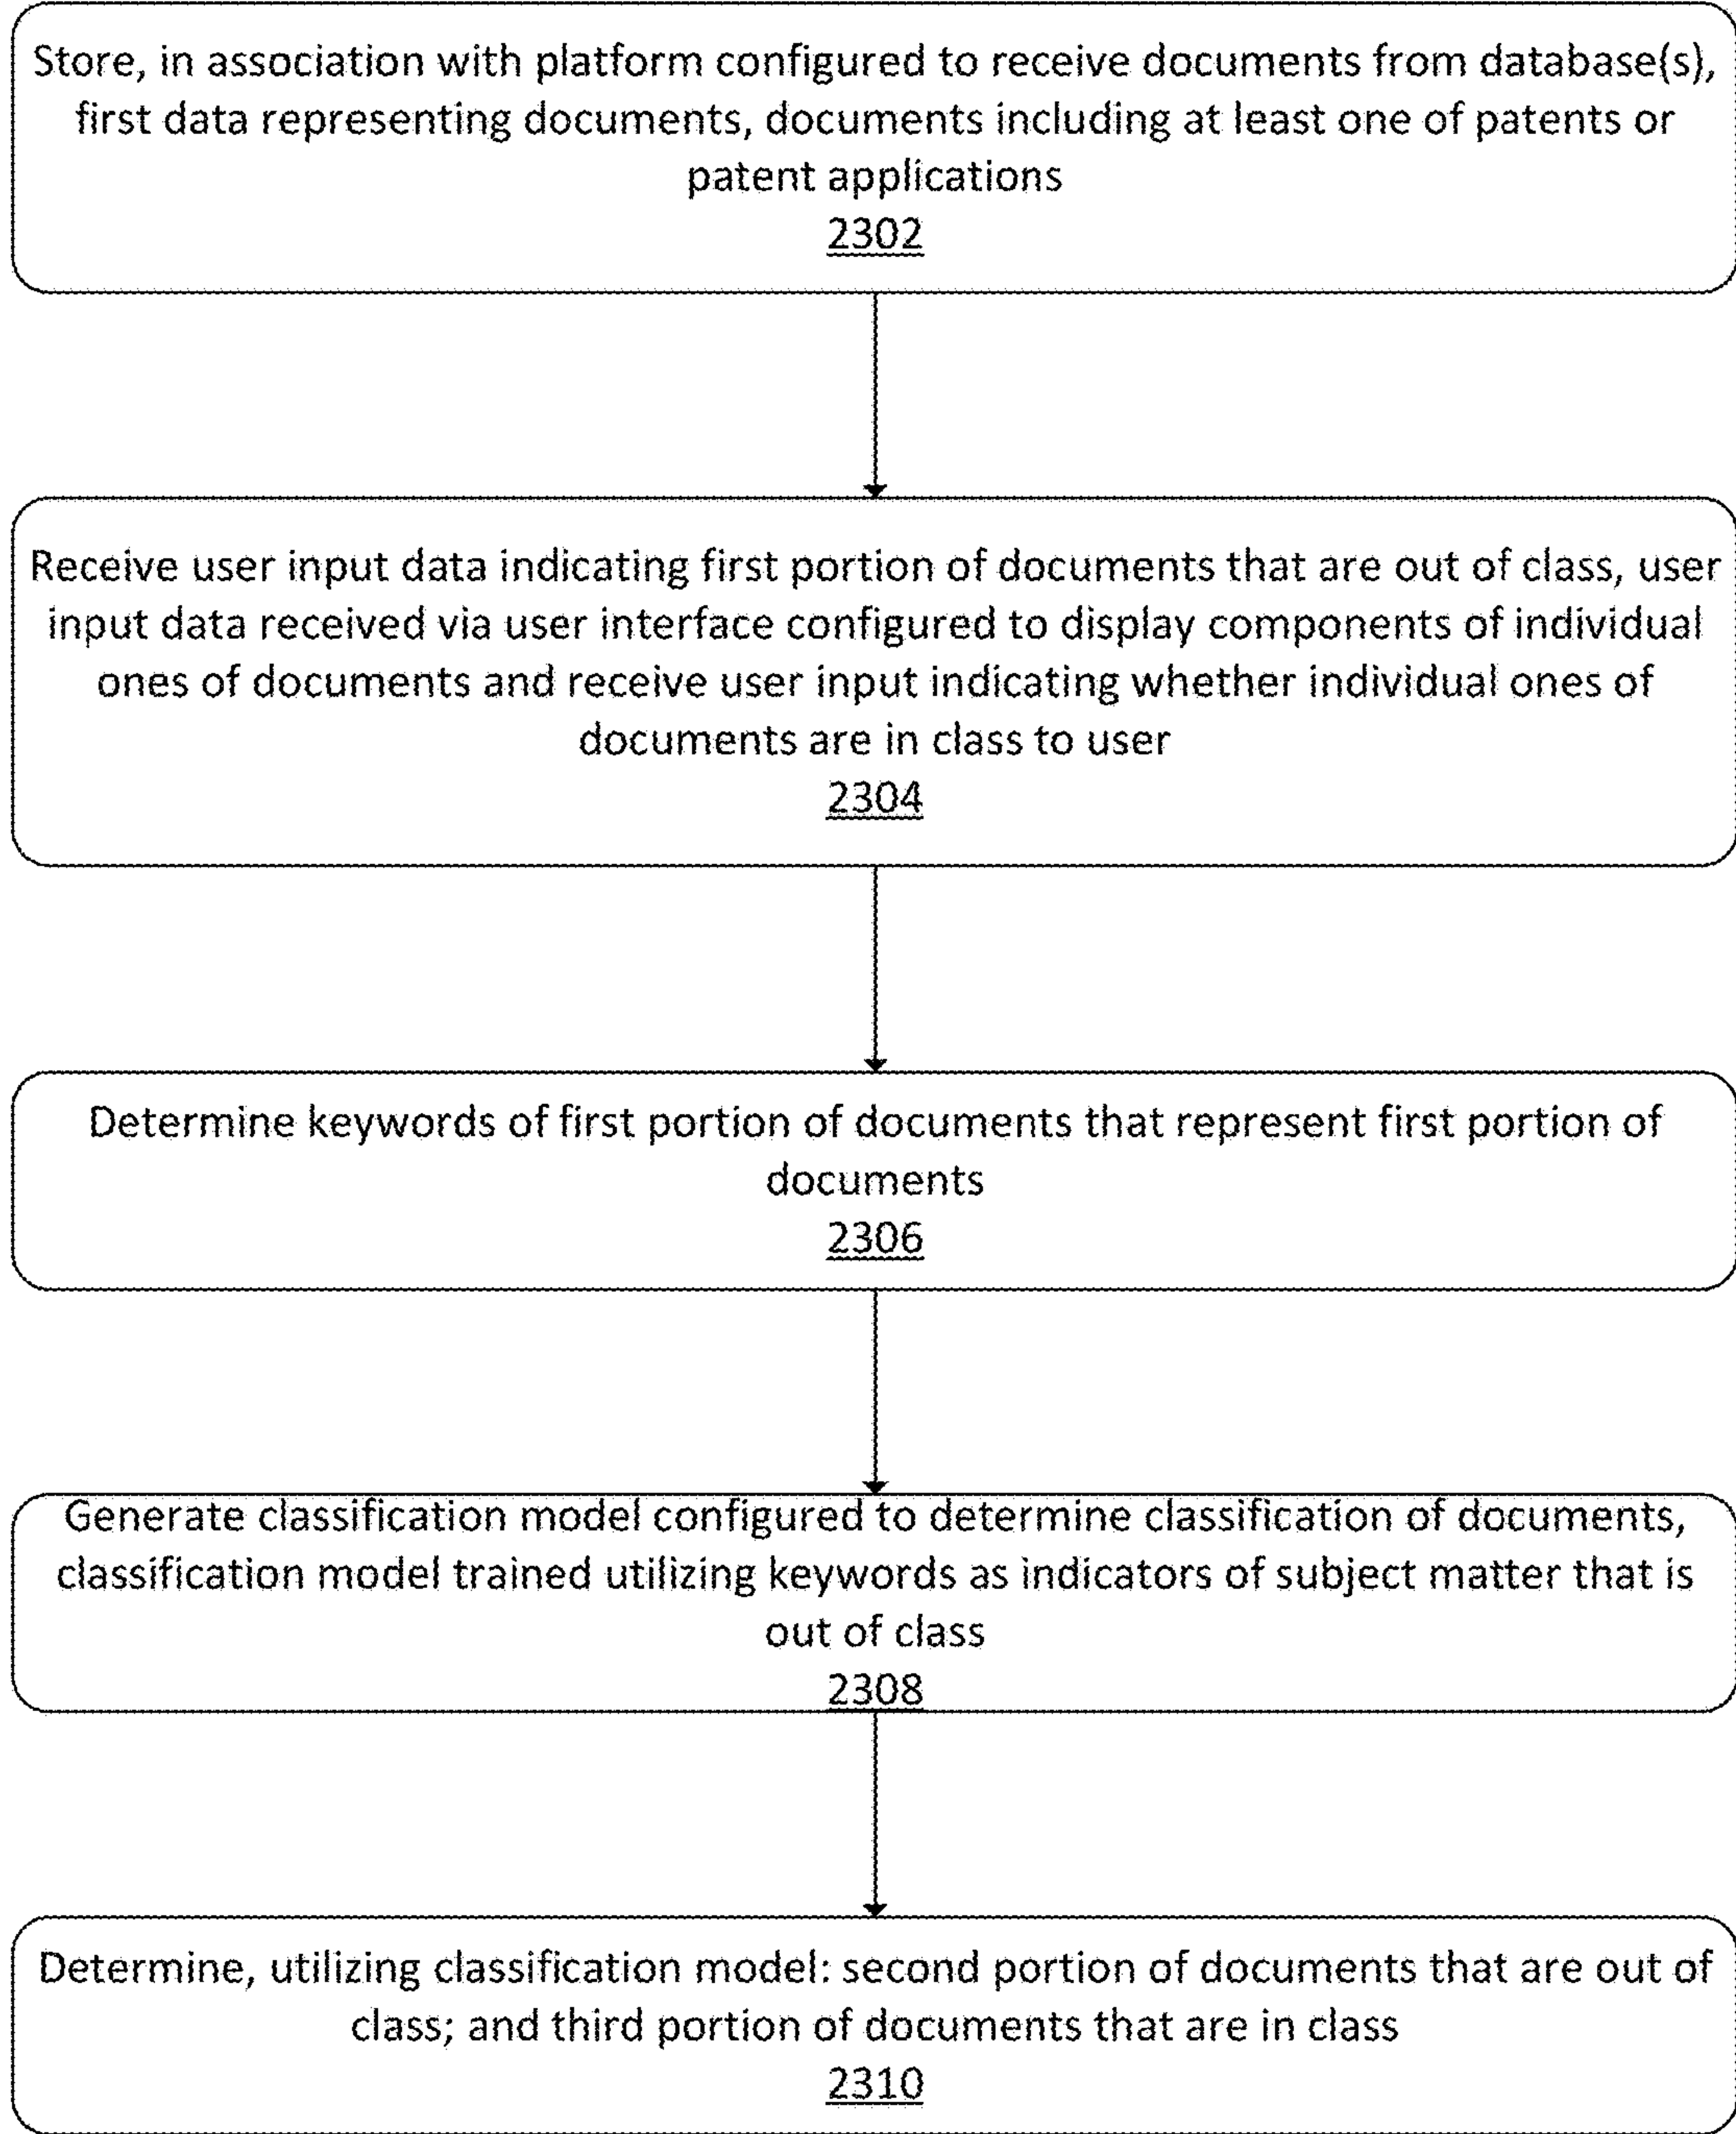 Store, in association with platform configured to receive documents from database(s),
first data representing documents, documents including at least one of patents or
patent applications
2302
Receive user input data indicating first portion of documents that are out of class, user
input data received via user interface configured to display components of individual
ones of documents and receive user input indicating whether individual ones of
documents are in class to user
2304
Determine keywords of first portion of documents that represent first portion of
documents
2306
Generate classification model configured to determine classification of documents,
classification model trained utilizing keywords as indicators of subject matter that is
out of class
2308
Determine, utilizing classification model: second portion of documents that are out of
class; and third portion of documents that are in class
2310